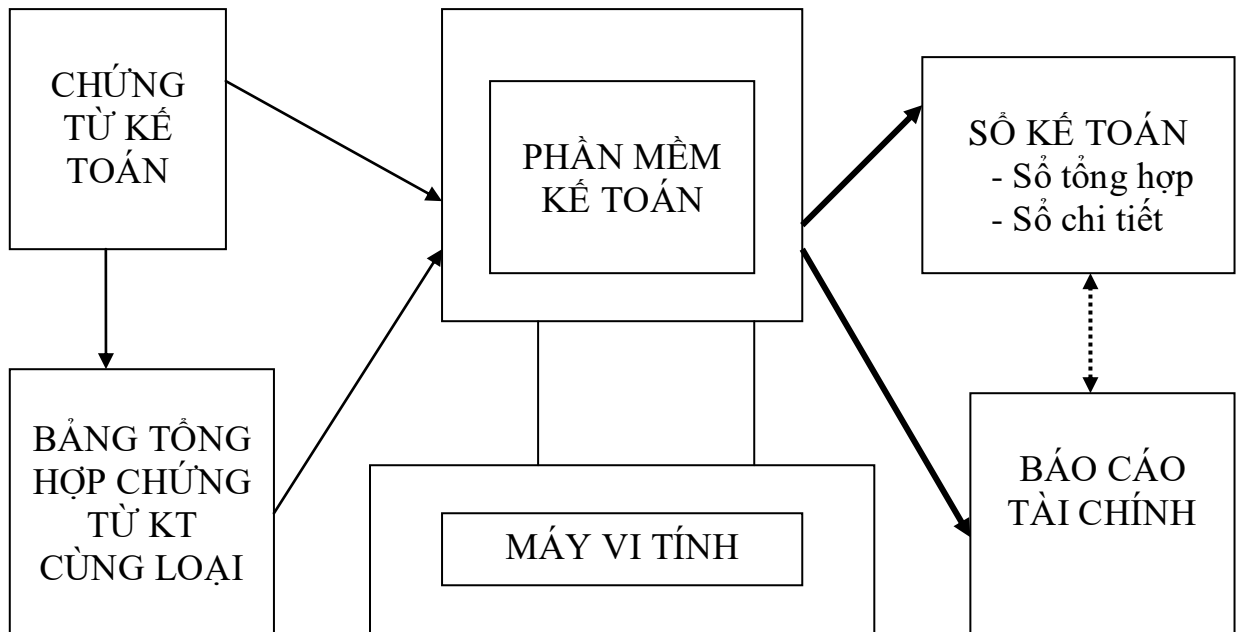 CHỨNG
TỪ KẾ
TOÁN
PHẦN MỀM
KẾ TOÁN
SỔ KẾ TOÁN
- Sổ tổng hợp
- Sổ chi tiết
BẢNG TỔNG
HỢP CHỨNG
TỪ KT
CÙNG LOẠI
MÁY VI TÍNH
BÁO CÁO
TÀI CHÍNH